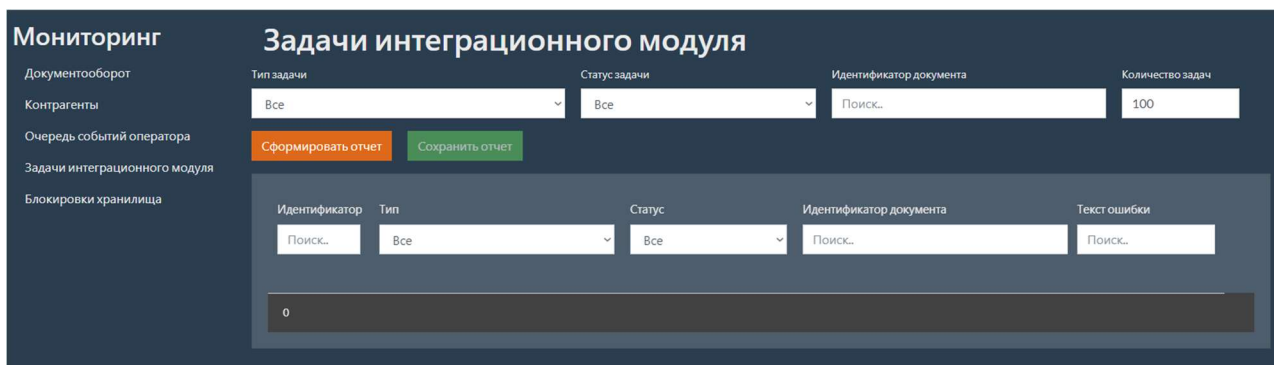 Мониторинг
Документооборот
Контрагенты
Очередь событий оператора
Задачи интеграционного модуля
Блокировки хранилища
Задачи интеграционного модуля
Тип задачи Статус задачи Идентификатор документа Количество задач
Все Все Поиск.. 100
Сформировать отчет Сохранить отчет
Идентификатор Тип Статус Идентификатор документа Текст ошибки
Поиск.. Все Все Поиск.. Поиск..
0